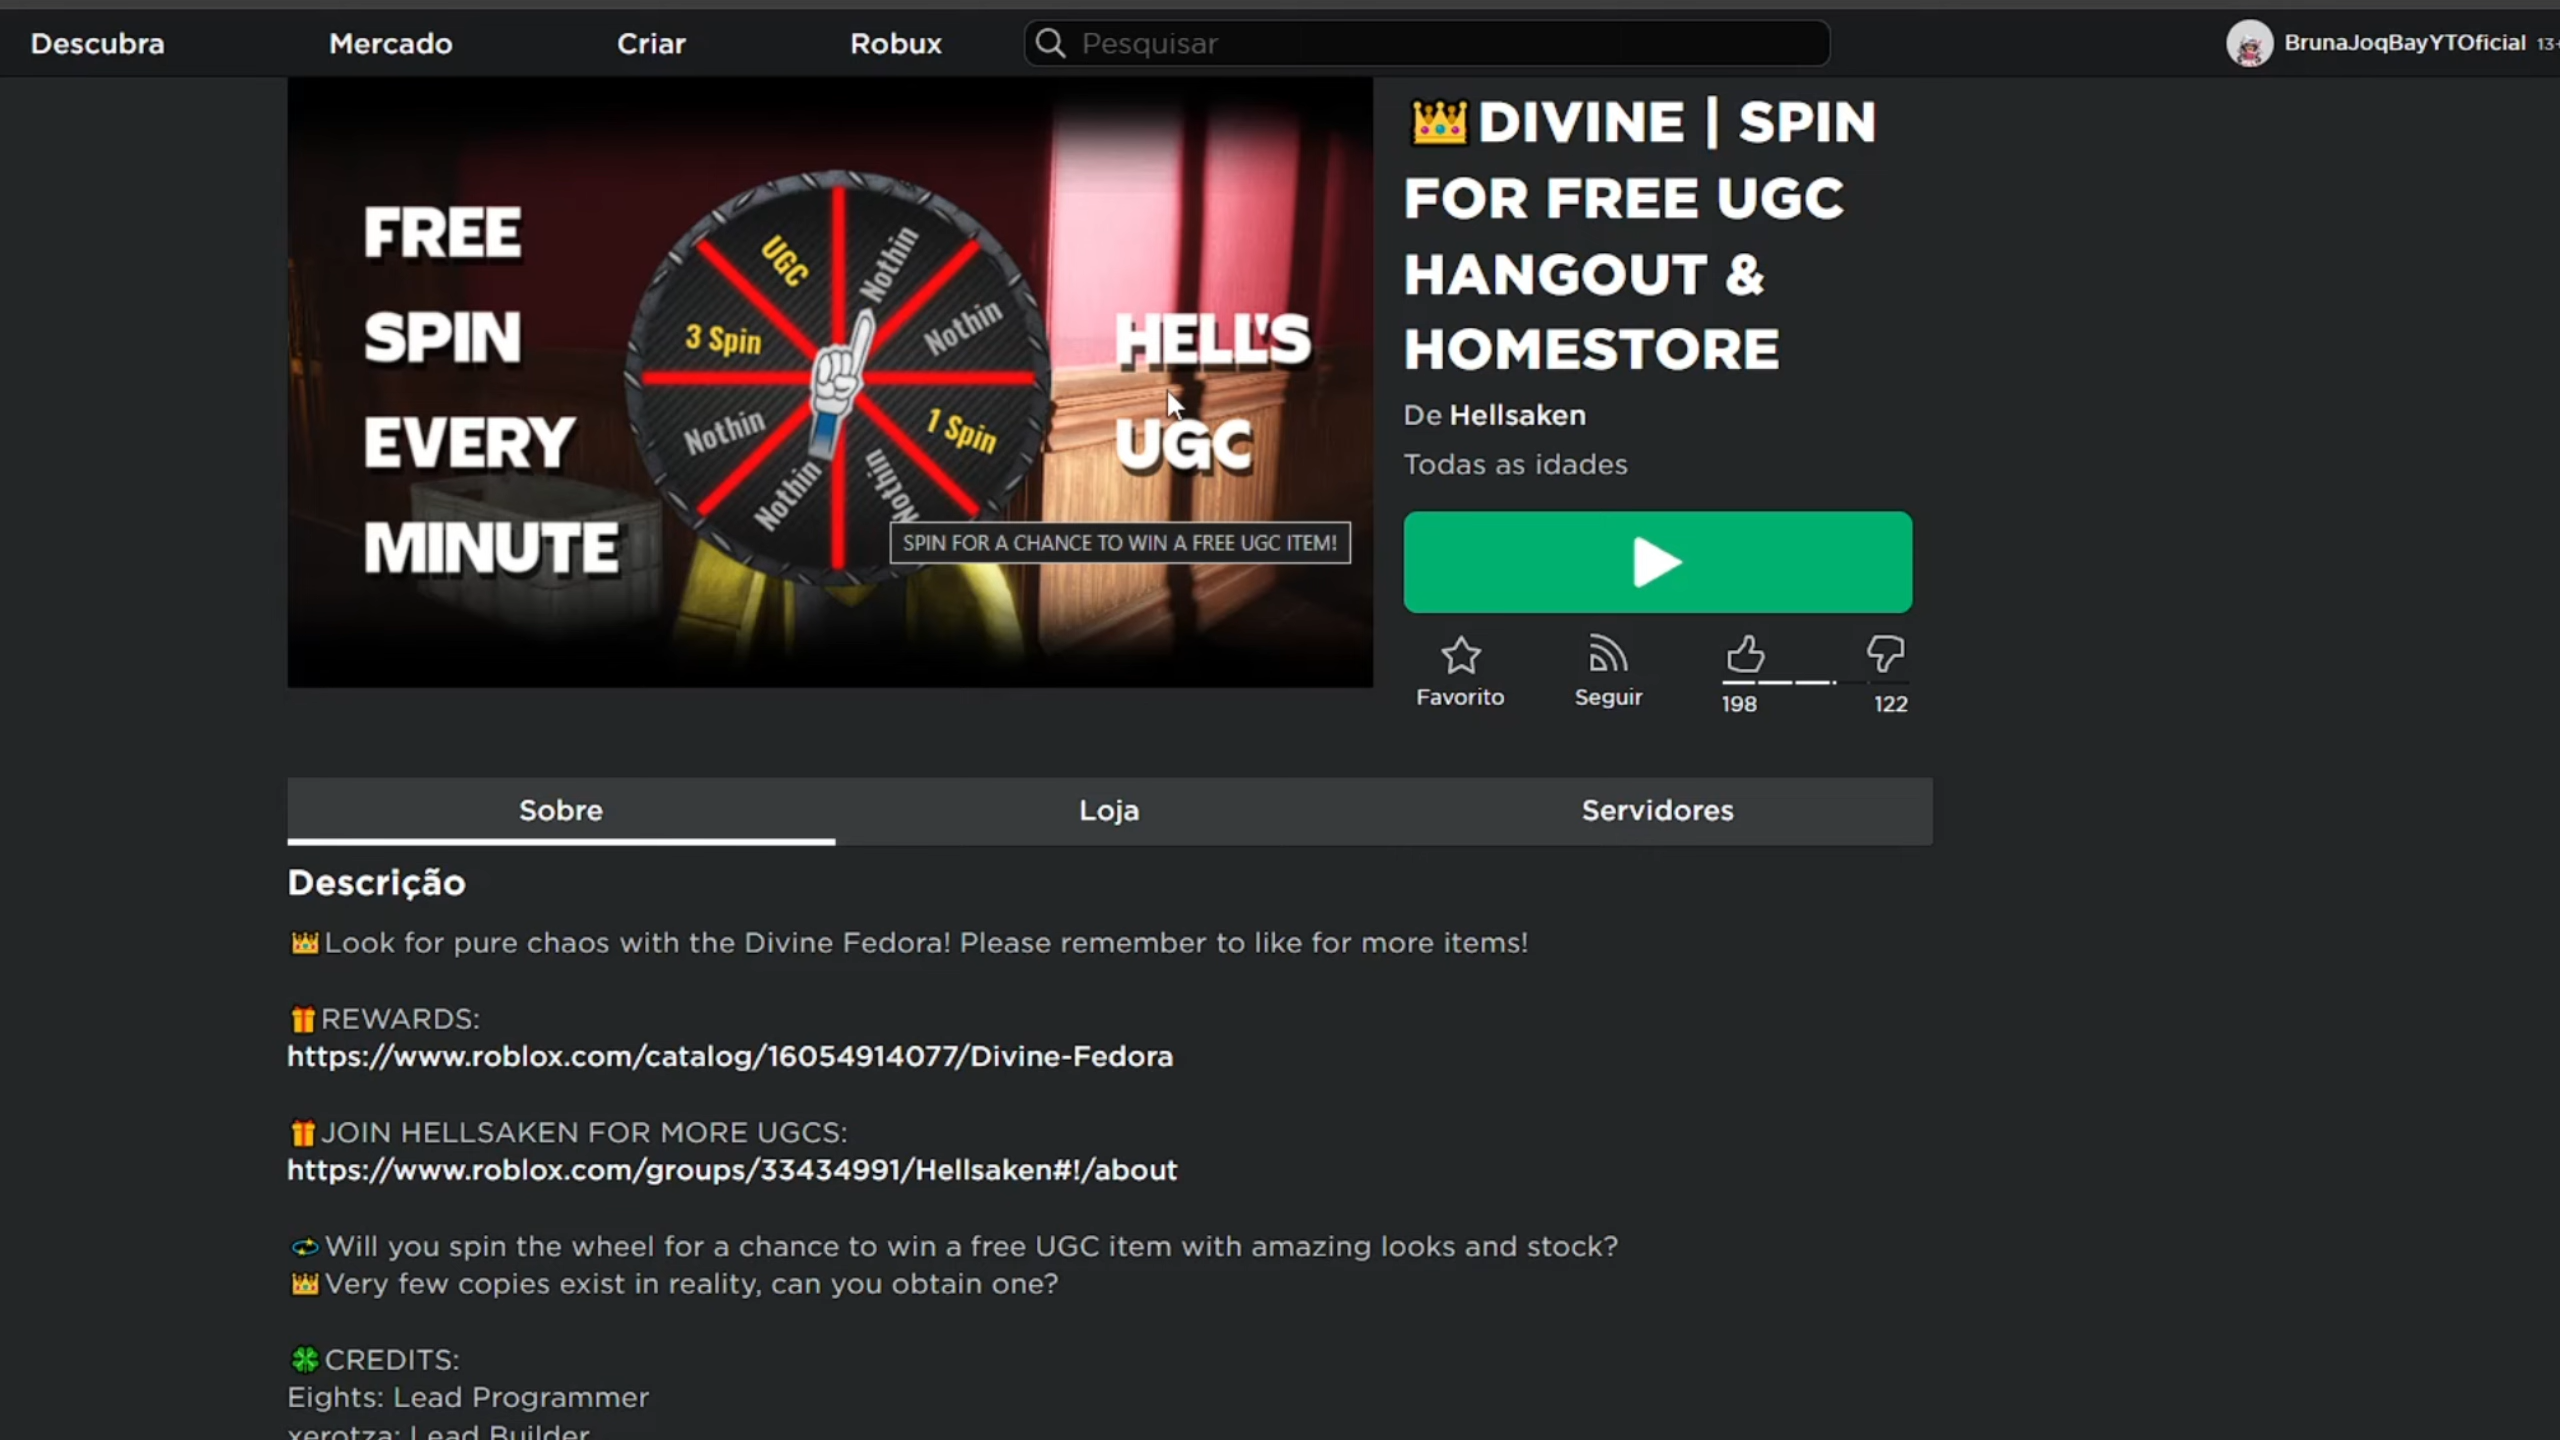 Descubra
Mercado
Criar
Robux
Pesquisar
BrunaJoqBayYTOficial
FREE
SPIN
EVERY
MINUTE
UGC
Nothin
Nothin
1 Spin
Nothin
Nothin
Nothin
3 Spin
HELL'S
UGC
SPIN FOR A CHANCE TO WIN A FREE UGC ITEM!
👑DIVINE | SPIN
FOR FREE UGC
HANGOUT &
HOMESTORE
De Hellsaken
Todas as idades
Favorito
Seguir
198
122
Sobre
Loja
Servidores
Descrição
👑Look for pure chaos with the Divine Fedora! Please remember to like for more items!
🎁REWARDS:
https://www.roblox.com/catalog/16054914077/Divine-Fedora
🎁JOIN HELLSAKEN FOR MORE UGCS:
https://www.roblox.com/groups/33434991/Hellsaken#!/about
💫Will you spin the wheel for a chance to win a free UGC item with amazing looks and stock?
👑Very few copies exist in reality, can you obtain one?
🍀CREDITS:
Eights: Lead Programmer
xerotza: Lead Builder